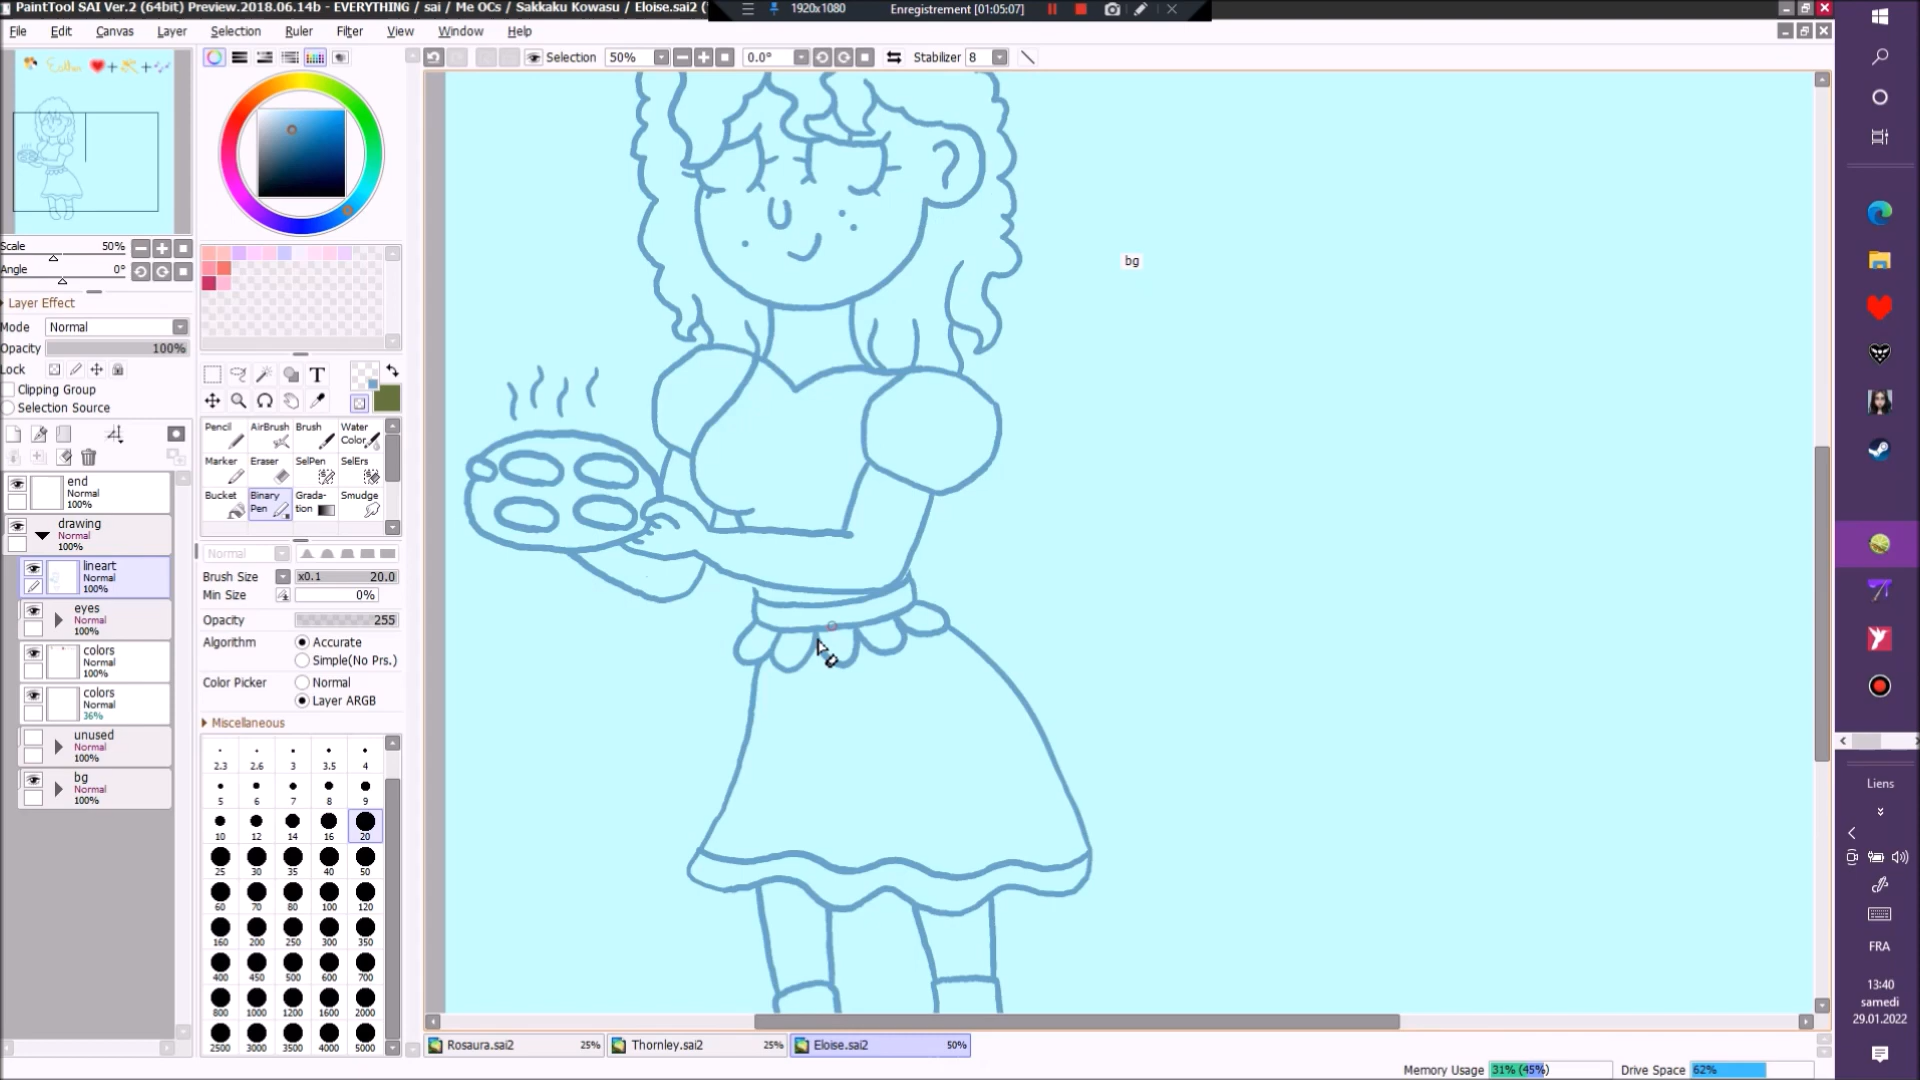 PaintTool SAI Ver.2 (64bit) Preview.2018.06.14b - EVERYTHING / sai / Me OCs / Sakkaku Kowasu / Eloise.sai2 (
1920x1080
Enregistrement [01:05:07]
File Edit Canvas Layer Selection Ruler Filter View Window Help
Selection 50% 0.0° Stabilizer 8
Scale 50%
Angle 0°
Layer Effect
Mode Normal
Opacity 100%
Lock
Clipping Group
Selection Source
end
Normal
100%
drawing
Normal
100%
lineart
Normal
100%
eyes
Normal
100%
colors
Normal
100%
colors
Normal
36%
unused
Normal
100%
bg
Normal
100%
T
Pencil AirBrush Brush Water Color
Marker Eraser SelPen SelErs
Bucket Binary Pen Grada-tion Smudge
Normal
Brush Size x0.1 20.0
Min Size 0%
Opacity 255
Algorithm Accurate
Simple(No Prs.)
Color Picker Normal
Layer ARGB
Miscellaneous
2.3 2.6 3 3.5 4
5 6 7 8 9
10 12 14 16 20
25 30 35 40 50
60 70 80 100 120
160 200 250 300 350
400 450 500 600 700
800 1000 1200 1600 2000
2500 3000 3500 4000 5000
bg
Rosaura.sai2 25% Thornley.sai2 25% Eloise.sai2 50%
Memory Usage 31% (45%) Drive Space 62%
Liens
FRA
13:40
samedi
29.01.2022